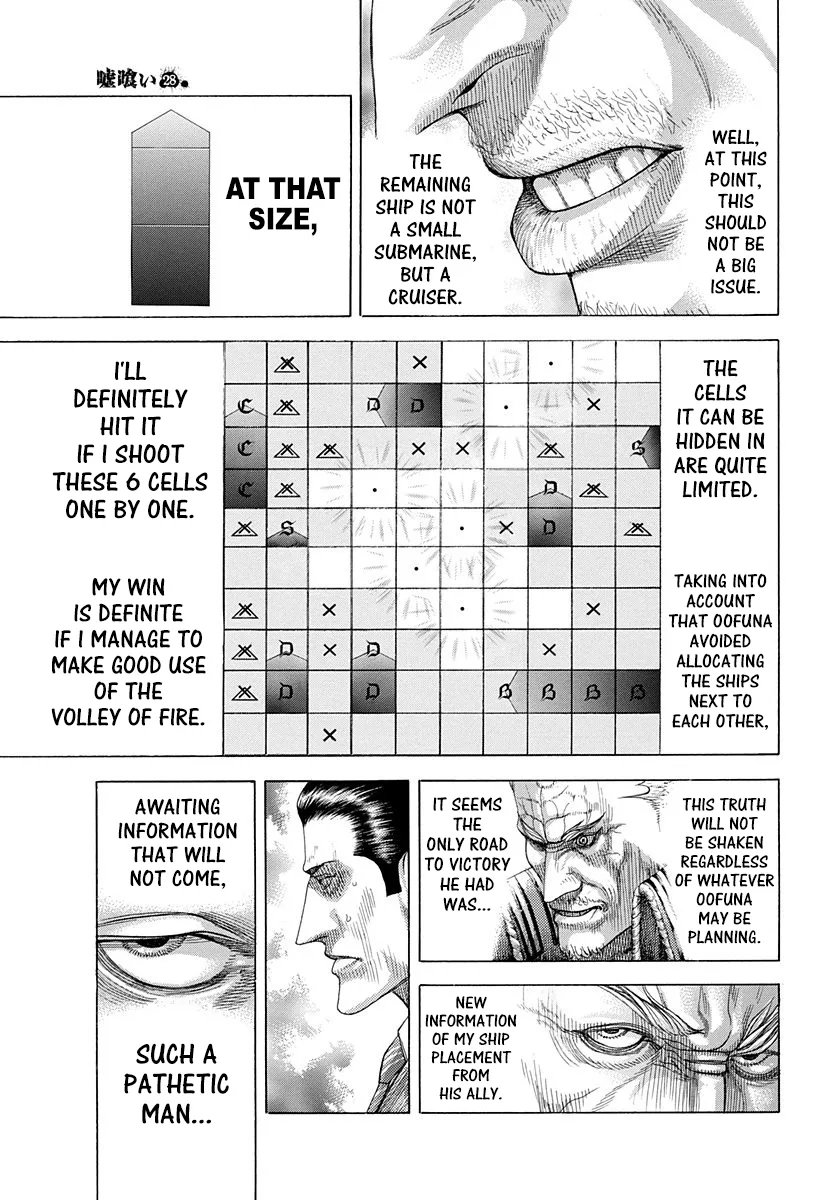 WELL,
AT THIS
POINT,
THIS
SHOULD
NOT BE
A BIG
ISSUE.
THE
REMAINING
SHIP IS NOT
A SMALL
SUBMARINE,
BUT A
CRUISER.
嘘喰い 28
AT THAT
SIZE,
THE
CELLS
IT CAN BE
HIDDEN IN
ARE QUITE
LIMITED.
TAKING INTO
ACCOUNT
THAT OOFUNA
AVOIDED
ALLOCATING
THE SHIPS
NEXT TO
EACH OTHER,
C D D
C S
C D
S D
D D
D D B B B B
I'LL
DEFINITELY
HIT IT
IF I SHOOT
THESE 6 CELLS
ONE BY ONE.
MY WIN
IS DEFINITE
IF I MANAGE TO
MAKE GOOD USE
OF THE
VOLLEY OF FIRE.
THIS TRUTH
WILL NOT
BE SHAKEN
REGARDLESS
OF WHATEVER
OOFUNA
MAY BE
PLANNING.
IT SEEMS
THE
ONLY ROAD
TO VICTORY
HE HAD
WAS...
NEW
INFORMATION
OF MY SHIP
PLACEMENT
FROM
HIS ALLY.
AWAITING
INFORMATION
THAT WILL
NOT COME,
SUCH A
PATHETIC
MAN...